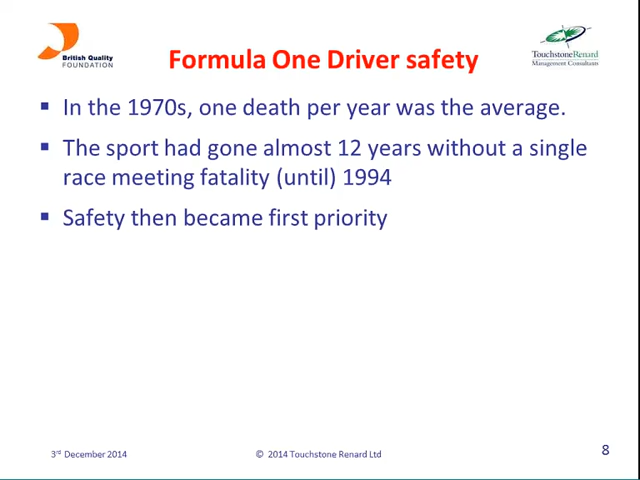 British Quality
FOUNDATION
TouchstoneRenard
Management Consultants
Formula One Driver safety
▪ In the 1970s, one death per year was the average.
▪ The sport had gone almost 12 years without a single
race meeting fatality (until) 1994
▪ Safety then became first priority
3rd December 2014
© 2014 Touchstone Renard Ltd
8